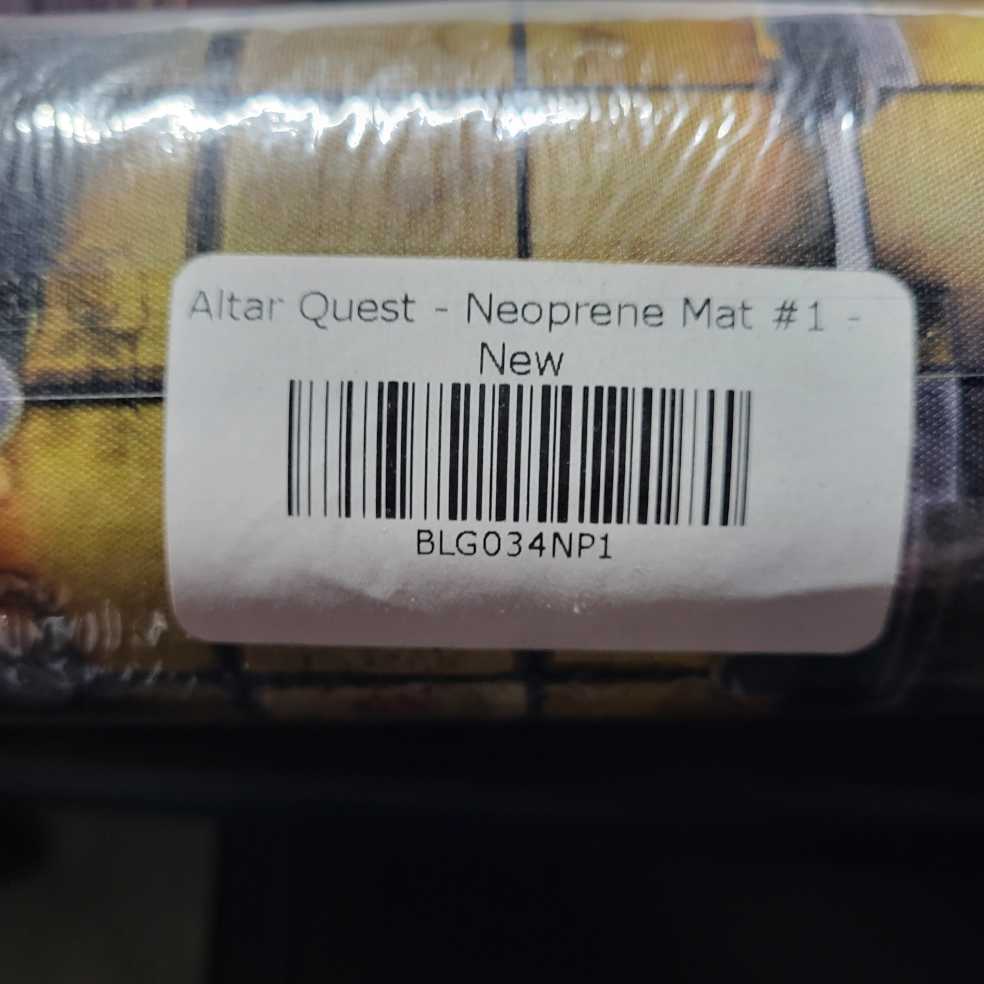 Altar Quest - Neoprene Mat #1 -
New
BLG034NP1